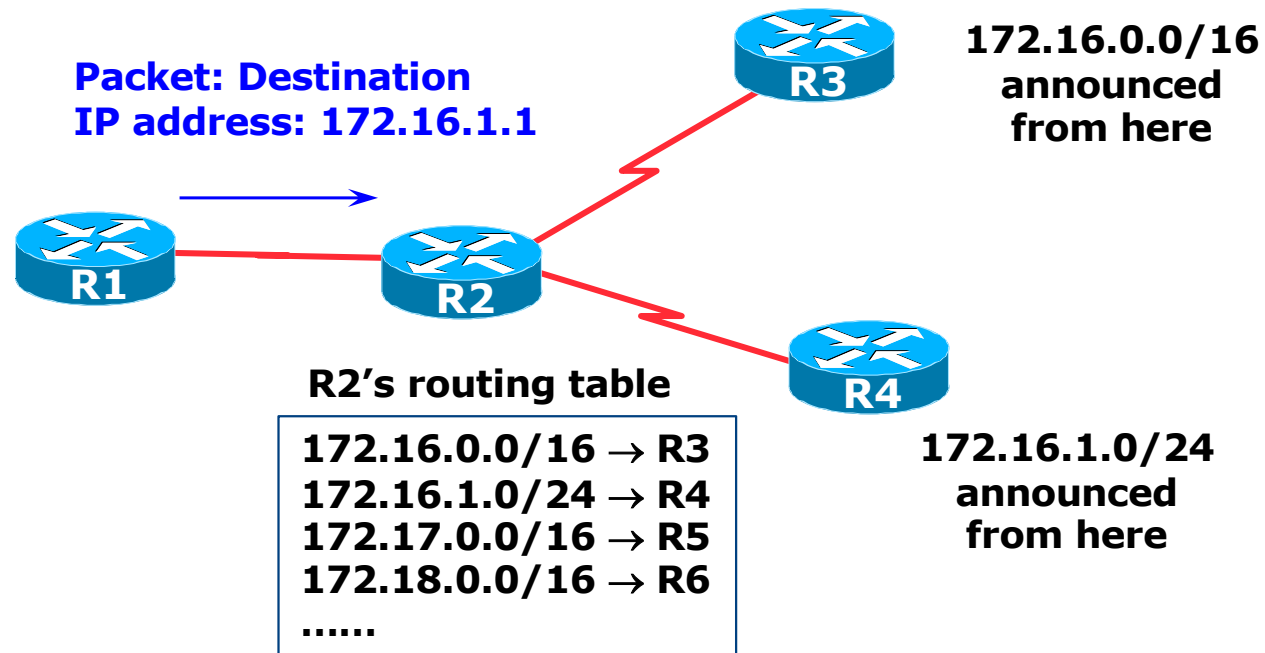 Packet: Destination
IP address: 172.16.1.1
R3
172.16.0.0/16
announced
from here
R1
R2
R4
172.16.1.0/24
announced
from here
R2’s routing table
172.16.0.0/16 → R3
172.16.1.0/24 → R4
172.17.0.0/16 → R5
172.18.0.0/16 → R6
……